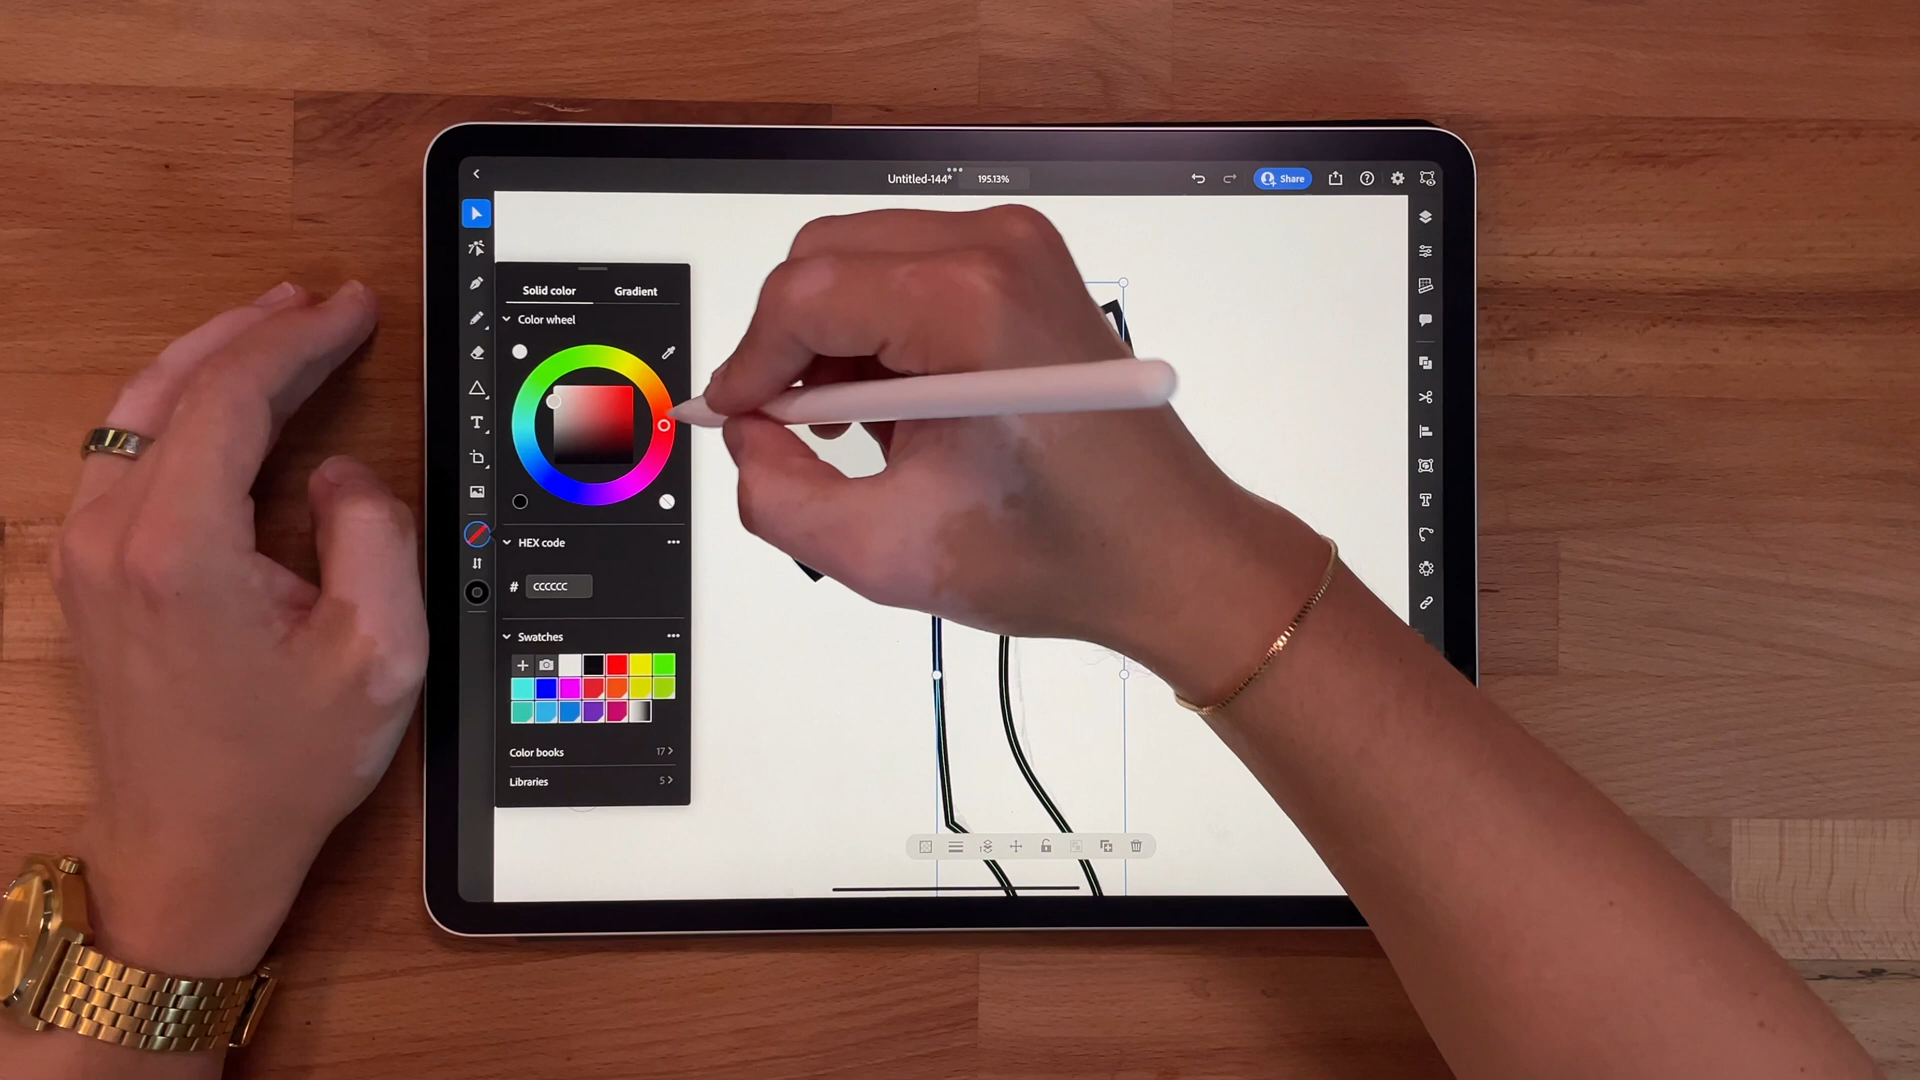 Untitled-144*
195.13%
Share
Solid color
Gradient
Color wheel
HEX code
# CCCCCC
Swatches
Color books
17
Libraries
5